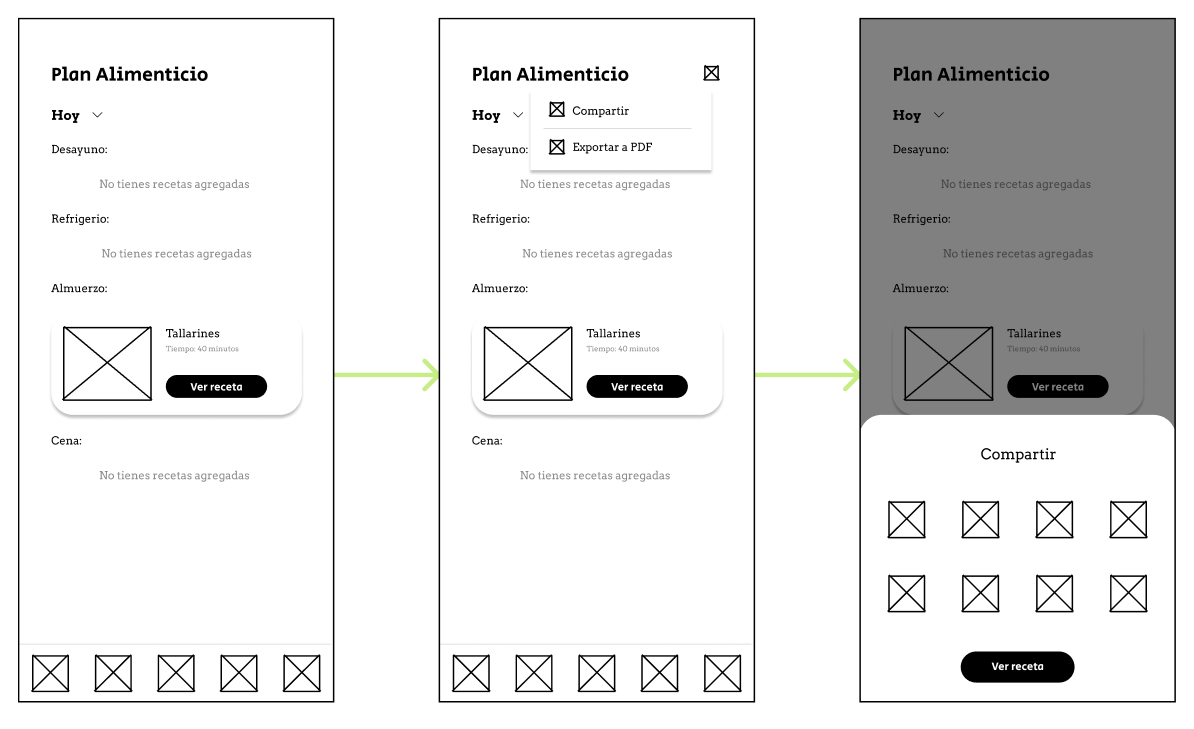 Plan Alimenticio
Hoy
Desayuno:
No tienes recetas agregadas
Refrigerio:
No tienes recetas agregadas
Almuerzo:
Tallarines
Tiempo: 40 minutos
Ver receta
Cena:
No tienes recetas agregadas
Plan Alimenticio
Hoy
Compartir
Exportar a PDF
Desayuno:
No tienes recetas agregadas
Refrigerio:
No tienes recetas agregadas
Almuerzo:
Tallarines
Tiempo: 40 minutos
Ver receta
Cena:
No tienes recetas agregadas
Plan Alimenticio
Hoy
Desayuno:
No tienes recetas agregadas
Refrigerio:
No tienes recetas agregadas
Almuerzo:
Tallarines
Tiempo: 40 minutos
Ver receta
Compartir
Ver receta